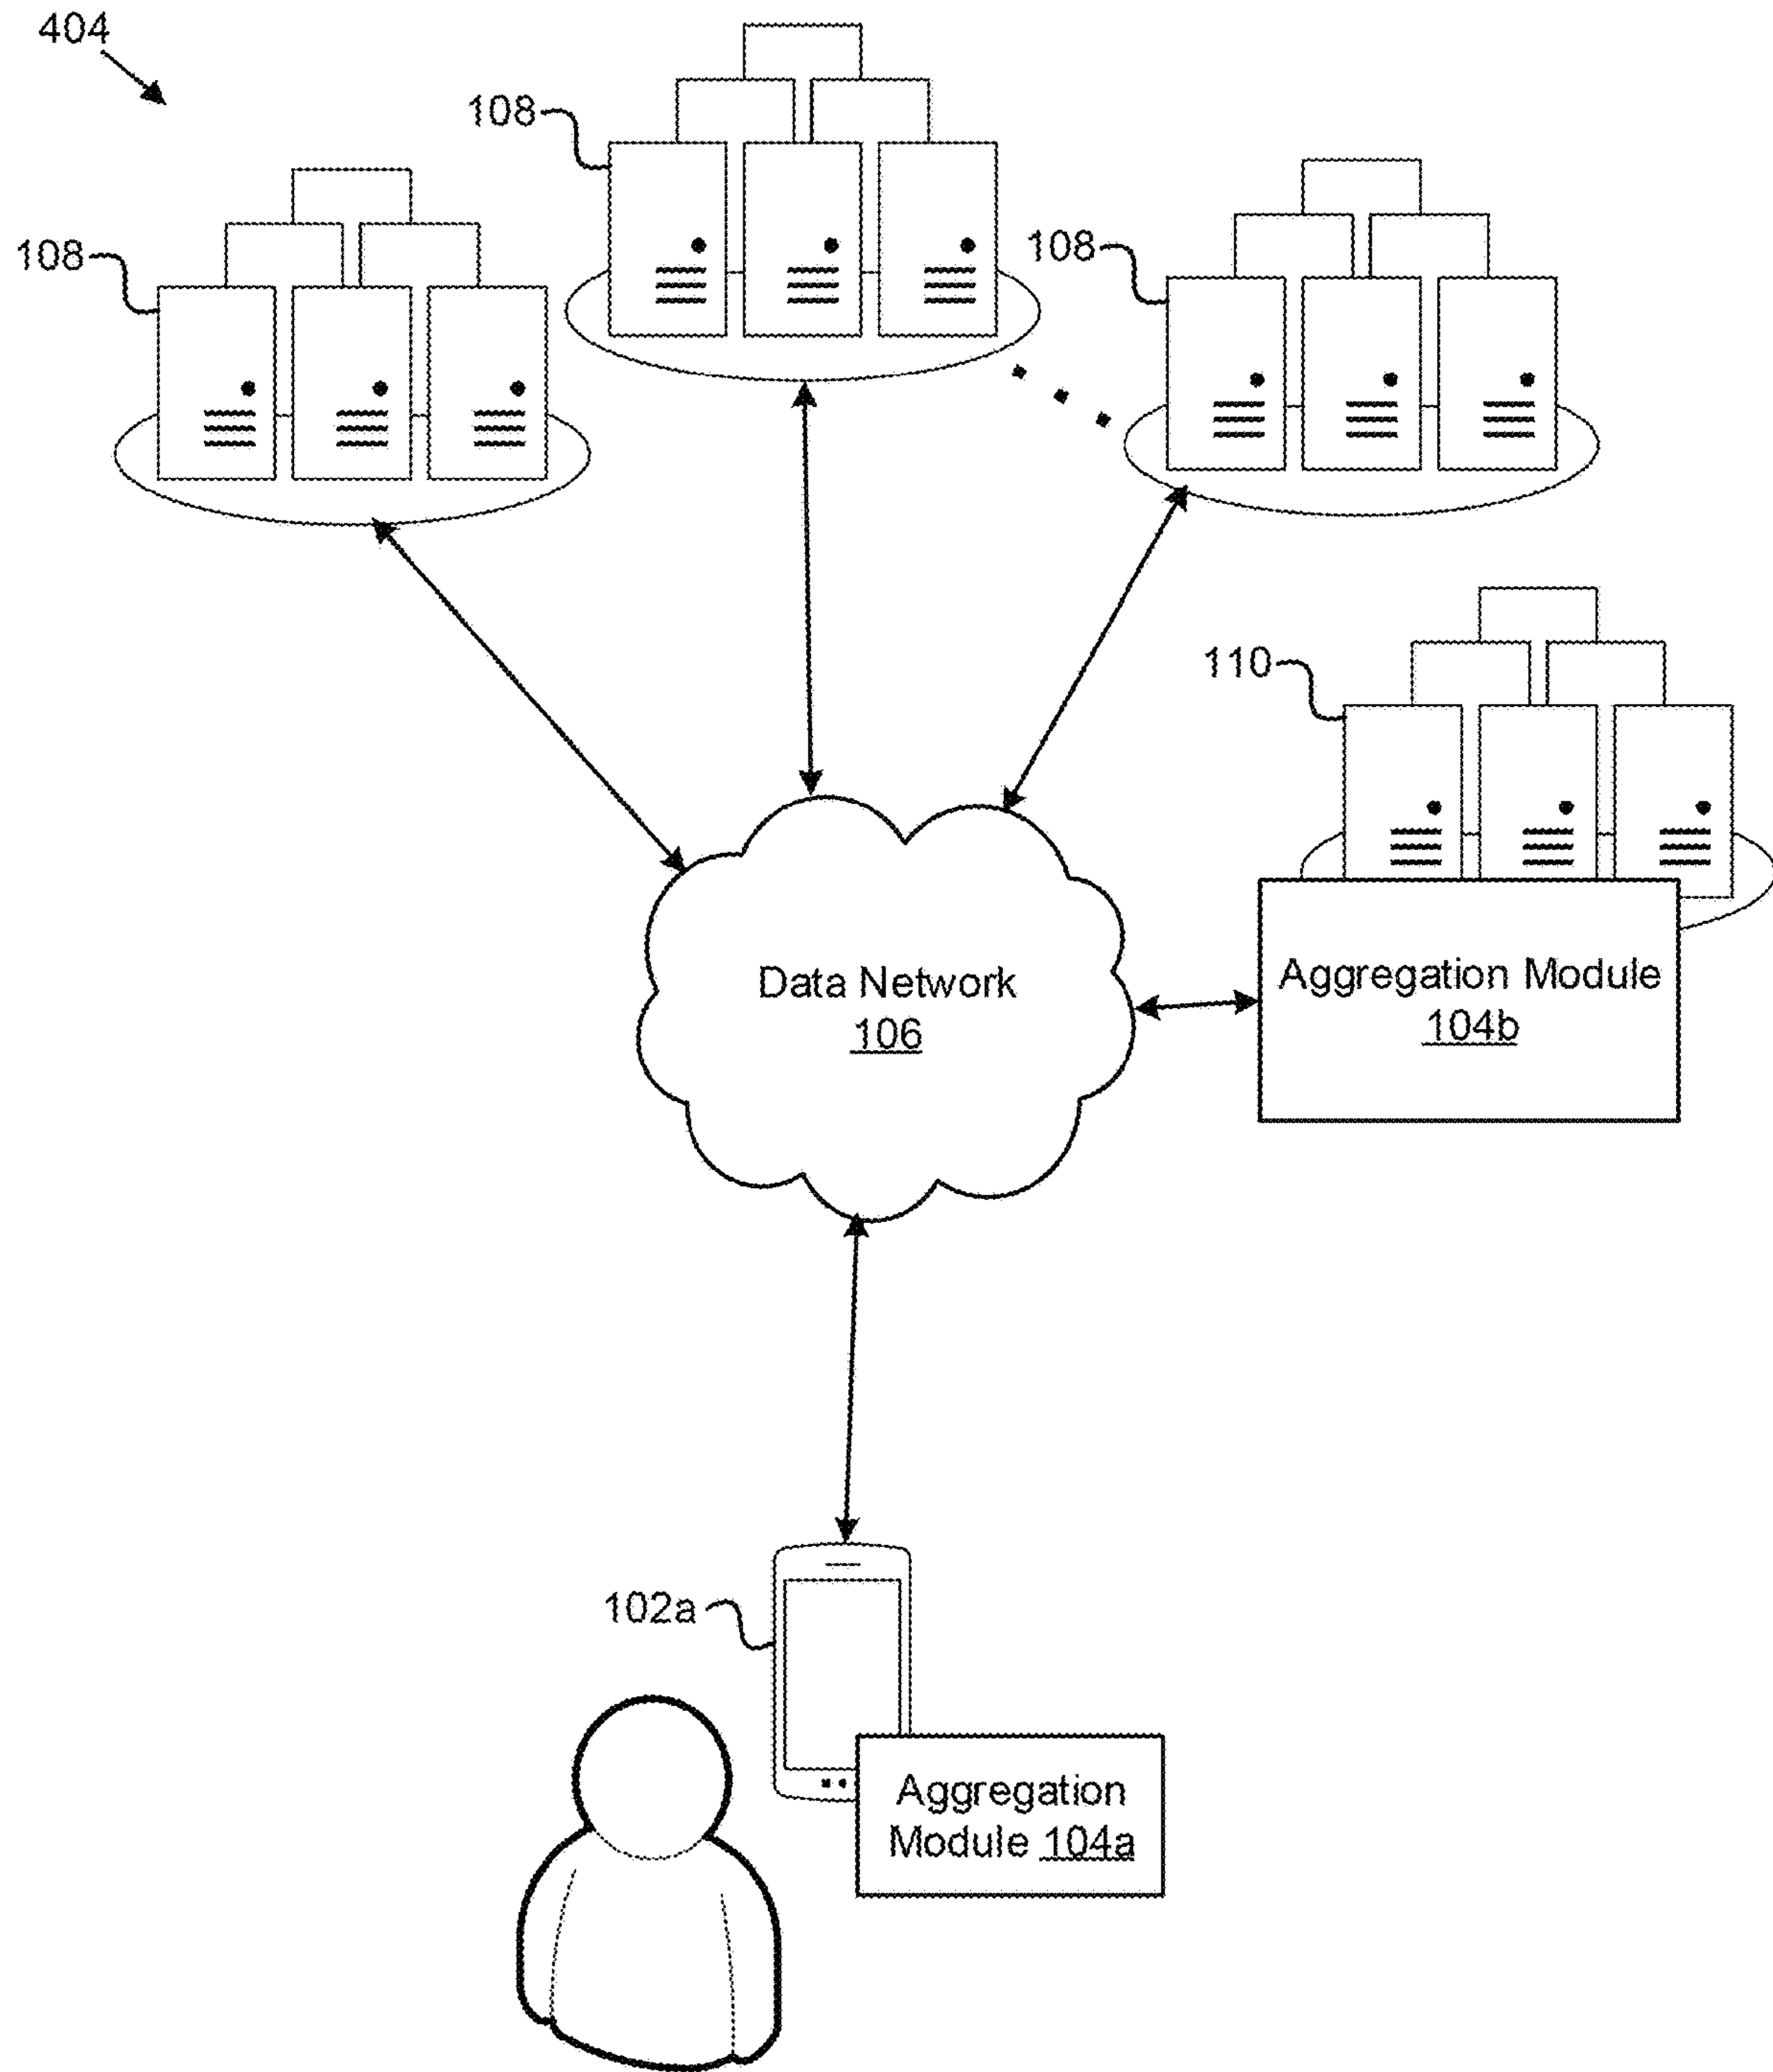 404
108
108
108
110
Data Network
106
Aggregation Module
104b
102a
Aggregation
Module 104a